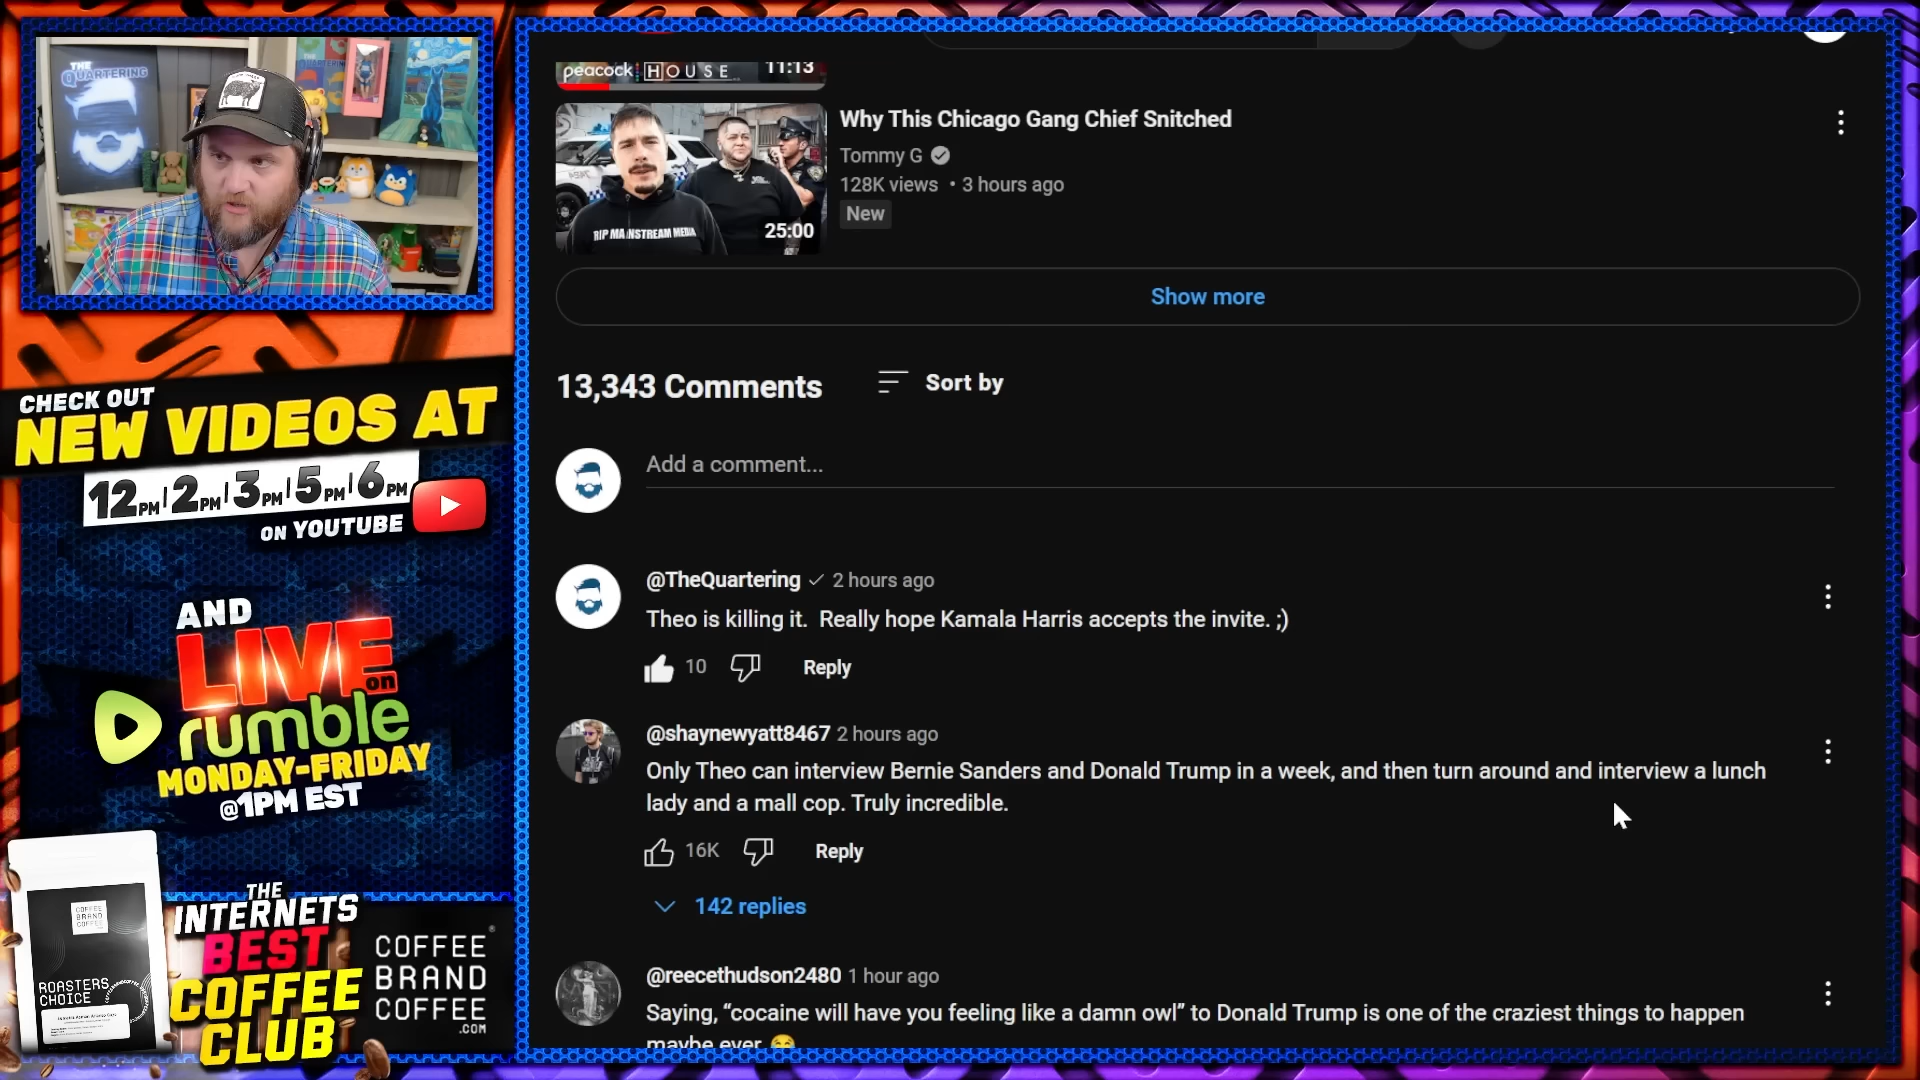 THE
QUARTERING
CHECK OUT
NEW VIDEOS AT
12PM | 2PM | 3PM | 5PM | 6PM
ON YOUTUBE
AND
LIVE on
rumble
MONDAY-FRIDAY
@1PM EST
COFFEE
BRAND
COFFEE
ROASTERS
CHOICE
THE
INTERNETS
BEST
COFFEE
CLUB
COFFEE
BRAND
COFFEE
.COM
peacock HOUSE 11:13
RIP MAINSTREAM MEDIA
25:00
Why This Chicago Gang Chief Snitched
Tommy G
128K views • 3 hours ago
New
Show more
13,343 Comments Sort by
Add a comment...
@TheQuartering 2 hours ago
Theo is killing it. Really hope Kamala Harris accepts the invite. ;)
10 Reply
@shaynewyatt8467 2 hours ago
Only Theo can interview Bernie Sanders and Donald Trump in a week, and then turn around and interview a lunch
lady and a mall cop. Truly incredible.
16K Reply
142 replies
@reecethudson2480 1 hour ago
Saying, “cocaine will have you feeling like a damn owl” to Donald Trump is one of the craziest things to happen
maybe ever 😂